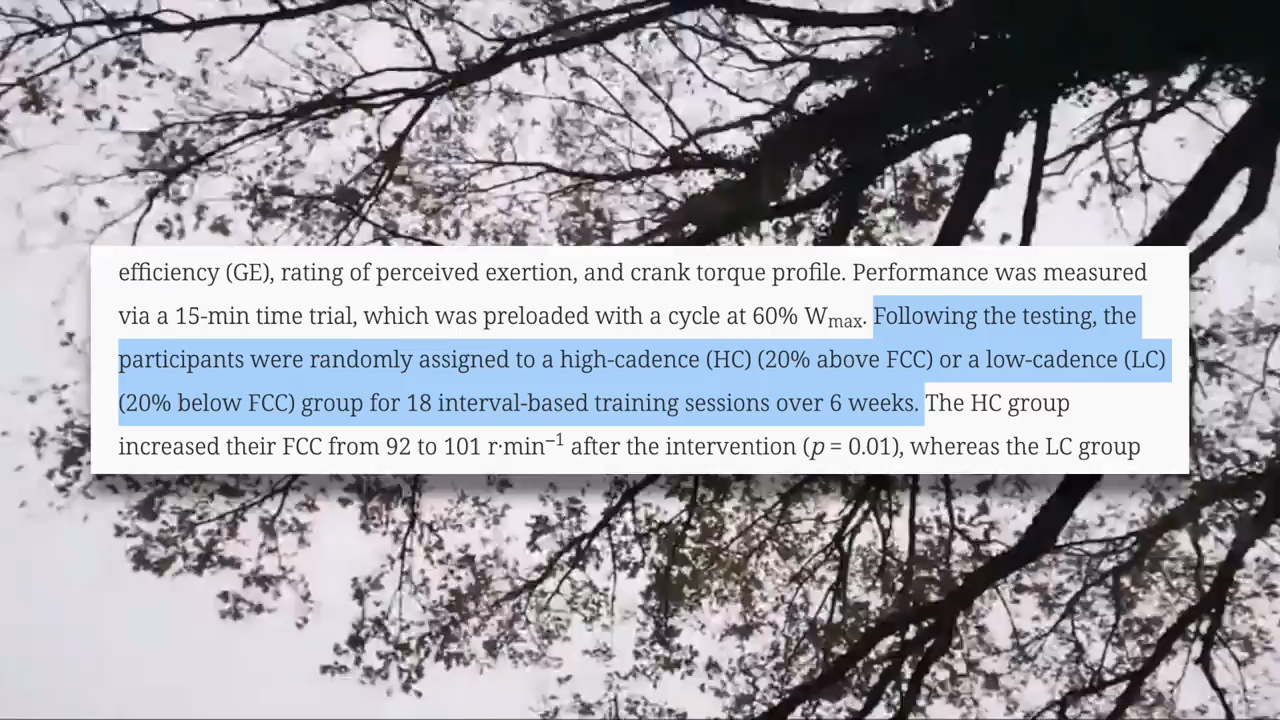 efficiency (GE), rating of perceived exertion, and crank torque profile. Performance was measured
via a 15-min time trial, which was preloaded with a cycle at 60% Wmax. Following the testing, the
participants were randomly assigned to a high-cadence (HC) (20% above FCC) or a low-cadence (LC)
(20% below FCC) group for 18 interval-based training sessions over 6 weeks. The HC group
increased their FCC from 92 to 101 r·min−1 after the intervention (p = 0.01), whereas the LC group